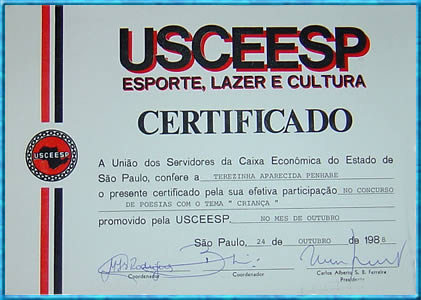 USCEESP
ESPORTE, LAZER E CULTURA
CERTIFICADO
USCEESP
A União dos Servidores da Caixa Econômica do Estado de
São Paulo, confere a TEREZINHA APARECIDA PENHARE
o presente certificado pela sua efetiva participação NO CONCURSO
DE POESIAS COM O TEMA " CRIANÇA "
promovido pela USCEESP NO MES DE OUTUBRO
São Paulo, 24 de OUTUBRO de 1988
Coordenador
Coordenador
Carlos Alberto S. B. Ferreira
Presidente